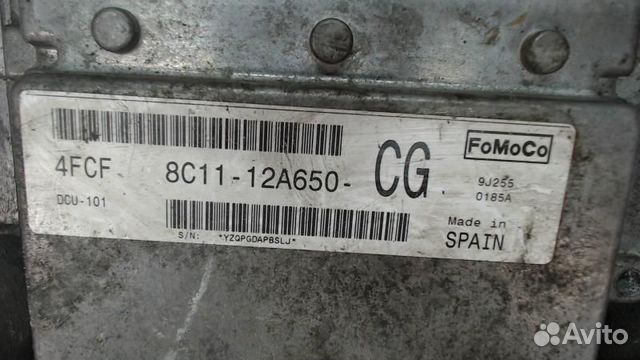 FoMoCo
4FCF 8C11-12A650- CG
9J255
0185A
DCU-101
S/N: *YZQPGDAPBSLJ*
Made in
SPAIN
Avito